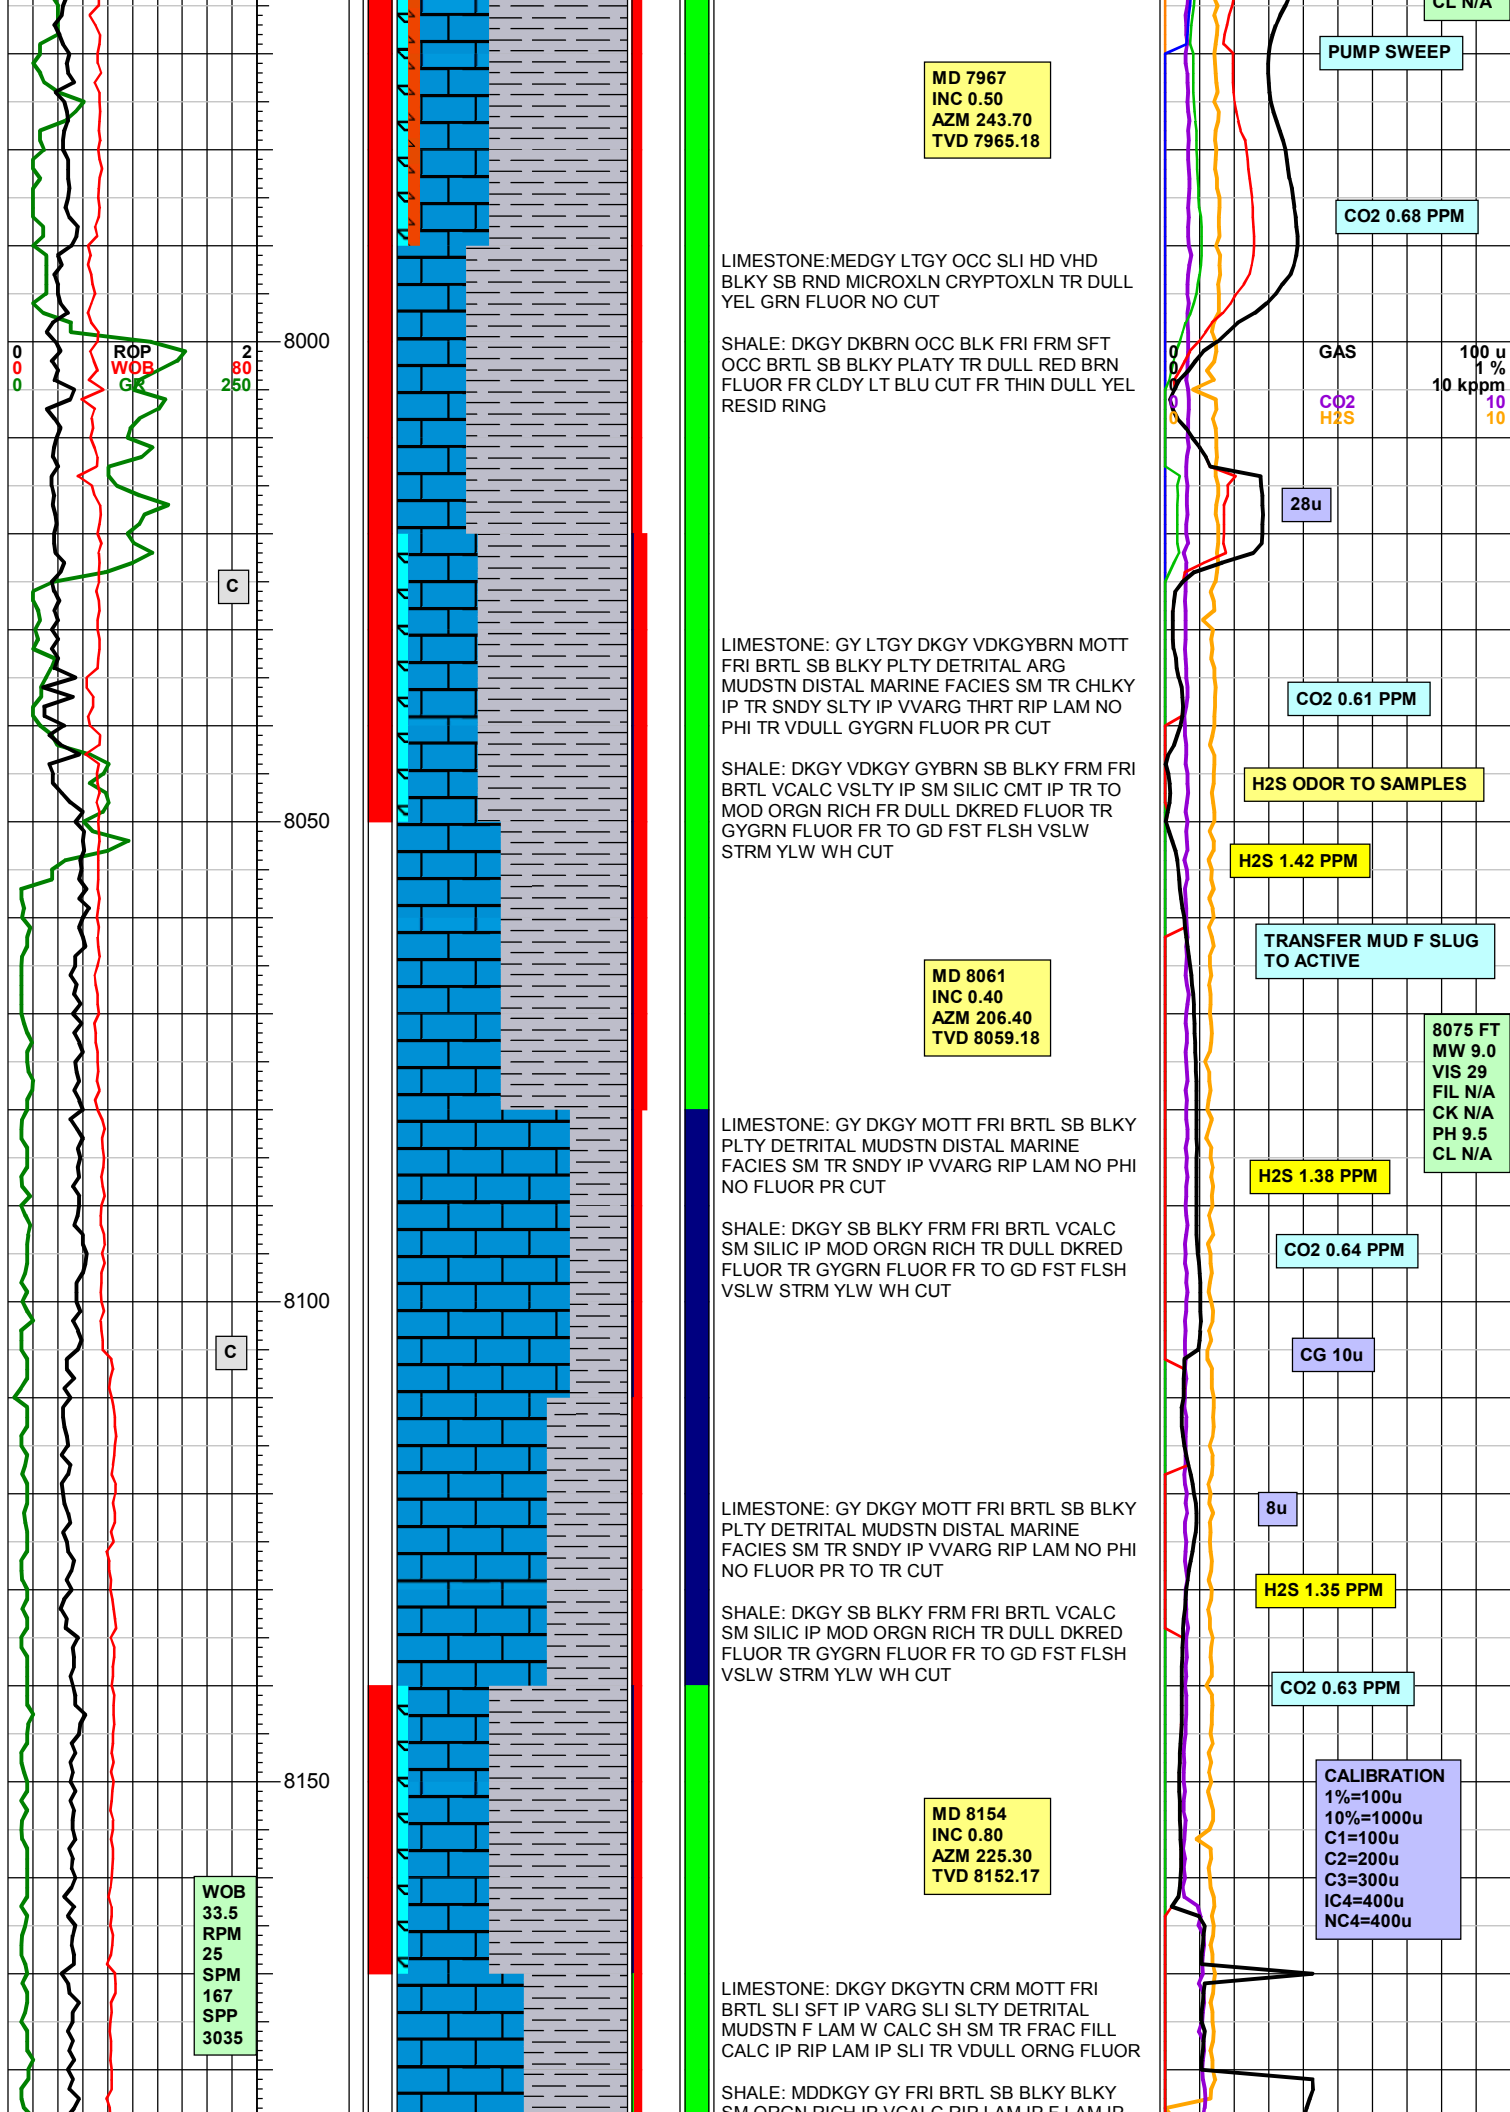 CL N/A
PUMP SWEEP
MD 7967
INC 0.50
AZM 243.70
TVD 7965.18
CO2 0.68 PPM
LIMESTONE:MEDGY LTGY OCC SLI HD VHD
BLKY SB RND MICROXLN CRYPTOXLN TR DULL
YEL GRN FLUOR NO CUT
SHALE: DKGY DKBRN OCC BLK FRI FRM SFT
OCC BRTL SB BLKY PLATY TR DULL RED BRN
FLUOR FR CLDY LT BLU CUT FR THIN DULL YEL
RESID RING
8000
0 ROP 2
0 WOB 80
0 GR 250
0 GAS 100 u
0 1 %
0 10 kppm
0 CO2 10
0 H2S 10
28u
C
LIMESTONE: GY LTGY DKGY VDKGYBRN MOTT
FRI BRTL SB BLKY PLTY DETRITAL ARG
MUDSTN DISTAL MARINE FACIES SM TR CHLKY
IP TR SNDY SLTY IP VVARG THRT RIP LAM NO
PHI TR VDULL GYGRN FLUOR PR CUT
CO2 0.61 PPM
SHALE: DKGY VDKGY GYBRN SB BLKY FRM FRI
BRTL VCALC VSLTY IP SM SILIC CMT IP TR TO
MOD ORGN RICH FR DULL DKRED FLUOR TR
GYGRN FLUOR FR TO GD FST FLSH VSLW
STRM YLW WH CUT
H2S ODOR TO SAMPLES
8050
H2S 1.42 PPM
TRANSFER MUD F SLUG
TO ACTIVE
MD 8061
INC 0.40
AZM 206.40
TVD 8059.18
8075 FT
MW 9.0
VIS 29
FIL N/A
CK N/A
PH 9.5
CL N/A
LIMESTONE: GY DKGY MOTT FRI BRTL SB BLKY
PLTY DETRITAL MUDSTN DISTAL MARINE
FACIES SM TR SNDY IP VVARG RIP LAM NO PHI
NO FLUOR PR CUT
H2S 1.38 PPM
SHALE: DKGY SB BLKY FRM FRI BRTL VCALC
SM SILIC IP MOD ORGN RICH TR DULL DKRED
FLUOR TR GYGRN FLUOR FR TO GD FST FLSH
VSLW STRM YLW WH CUT
CO2 0.64 PPM
8100
C
CG 10u
LIMESTONE: GY DKGY MOTT FRI BRTL SB BLKY
PLTY DETRITAL MUDSTN DISTAL MARINE
FACIES SM TR SNDY IP VVARG RIP LAM NO PHI
NO FLUOR PR TO TR CUT
8u
H2S 1.35 PPM
SHALE: DKGY SB BLKY FRM FRI BRTL VCALC
SM SILIC IP MOD ORGN RICH TR DULL DKRED
FLUOR TR GYGRN FLUOR FR TO GD FST FLSH
VSLW STRM YLW WH CUT
CO2 0.63 PPM
8150
CALIBRATION
1%=100u
10%=1000u
C1=100u
C2=200u
C3=300u
IC4=400u
NC4=400u
MD 8154
INC 0.80
AZM 225.30
TVD 8152.17
WOB
33.5
RPM
25
SPM
167
SPP
3035
LIMESTONE: DKGY DKGYTN CRM MOTT FRI
BRTL SLI SFT IP VARG SLI SLTY DETRITAL
MUDSTN F LAM W CALC SH SM TR FRAC FILL
CALC IP RIP LAM IP SLI TR VDULL ORNG FLUOR
SHALE: MDDKGY GY FRI BRTL SB BLKY BLKY
SM ORGN RICH IP VCALC RIP LAM IP F LAM IP